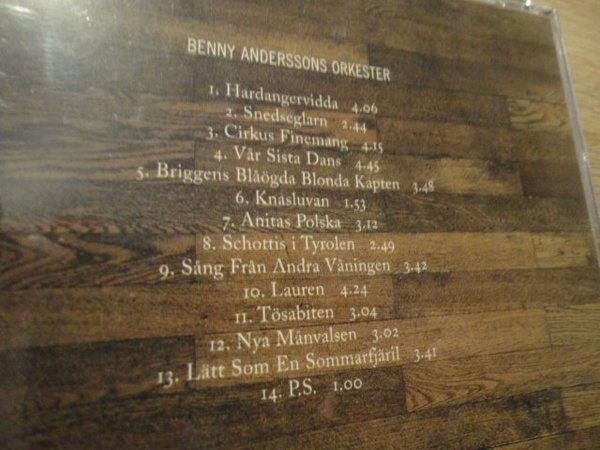 BENNY ANDERSSONS ORKESTER
1. Hardangervidda 4.06
2. Snedseglarn 2.44
3. Cirkus Finemang 4.15
4. Vår Sista Dans 4.45
5. Briggens Blåögda Blonda Kapten 3.48
6. Knasluvan 1.53
7. Anitas Polska 3.12
8. Schottis i Tyrolen 2.49
9. Sång Från Andra Våningen 3.42
10. Lauren 4.24
11. Tösabiten 3.04
12. Nya Månvalsen 3.02
13. Lätt Som En Sommarfjäril 3.41
14. P.S. 1.00